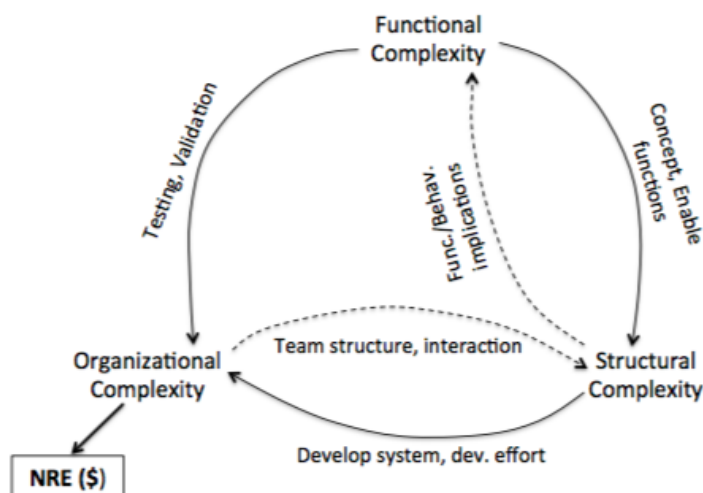 Functional
Complexity
Testing, Validation
Concept, Enable
functions
Func./Behav.
implications
Team structure, interaction
Organizational
Complexity
Structural
Complexity
Develop system, dev. effort
NRE ($)